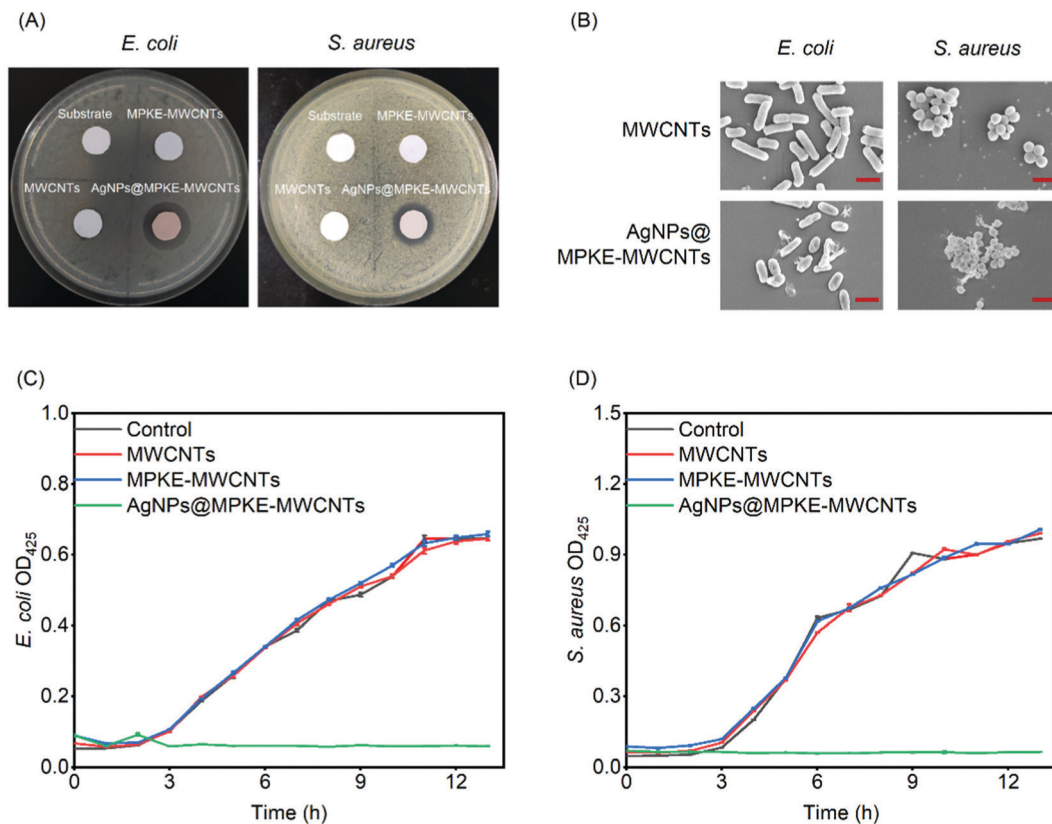 (A)
E. coli
S. aureus
Substrate MPKE-MWCNTs
MWCNTs AgNPs@MPKE-MWCNTs
Substrate MPKE-MWCNTs
MWCNTs AgNPs@MPKE-MWCNTs
(B)
E. coli
S. aureus
MWCNTs
AgNPs@
MPKE-MWCNTs
(C)
1.0
0.8
0.6
0.4
0.2
0.0
E. coli OD425
Control
MWCNTs
MPKE-MWCNTs
AgNPs@MPKE-MWCNTs
0 3 6 9 12
Time (h)
(D)
1.5
1.2
0.9
0.6
0.3
0.0
S. aureus OD425
Control
MWCNTs
MPKE-MWCNTs
AgNPs@MPKE-MWCNTs
0 3 6 9 12
Time (h)